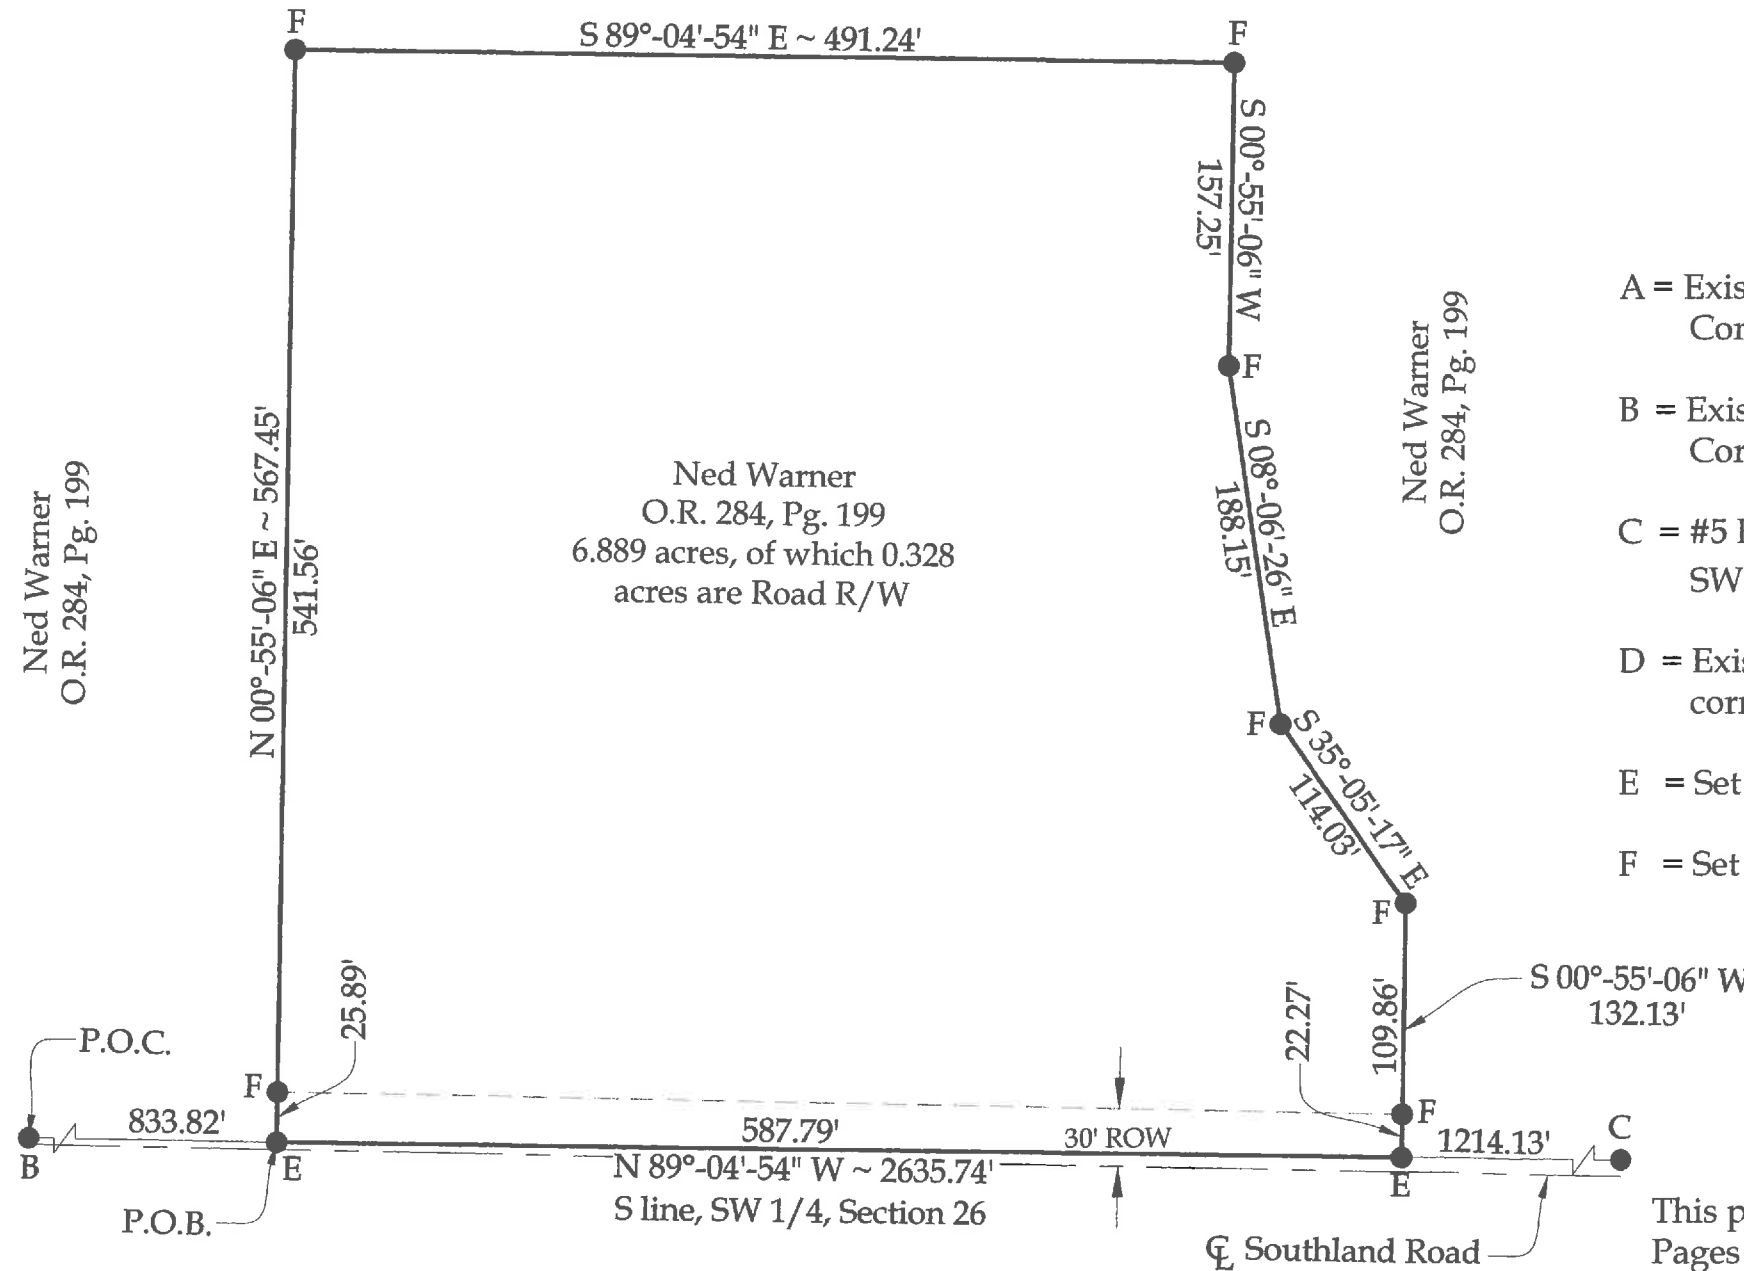 F
S 89°-04'-54" E ~ 491.24'
F
S 00°-55'-06" W
157.25'
F
S 08°-06'-26" E
188.15'
F
S 35°-05'-17" E
114.03'
F
S 00°-55'-06" W
132.13'
109.86'
22.27'
F
N 00°-55'-06" E ~ 567.45'
541.56'
25.89'
F
Ned Warner
O.R. 284, Pg. 199
Ned Warner
O.R. 284, Pg. 199
6.889 acres, of which 0.328
acres are Road R/W
Ned Warner
O.R. 284, Pg. 199
A = Exis
Cor
B = Exis
Cor
C = #5
SW
D = Exis
corr
E = Set
F = Set
P.O.C.
B
833.82'
E
P.O.B.
587.79'
30' ROW
N 89°-04'-54" W ~ 2635.74'
S line, SW 1/4, Section 26
1214.13'
E
C
℄ Southland Road
This p
Pages